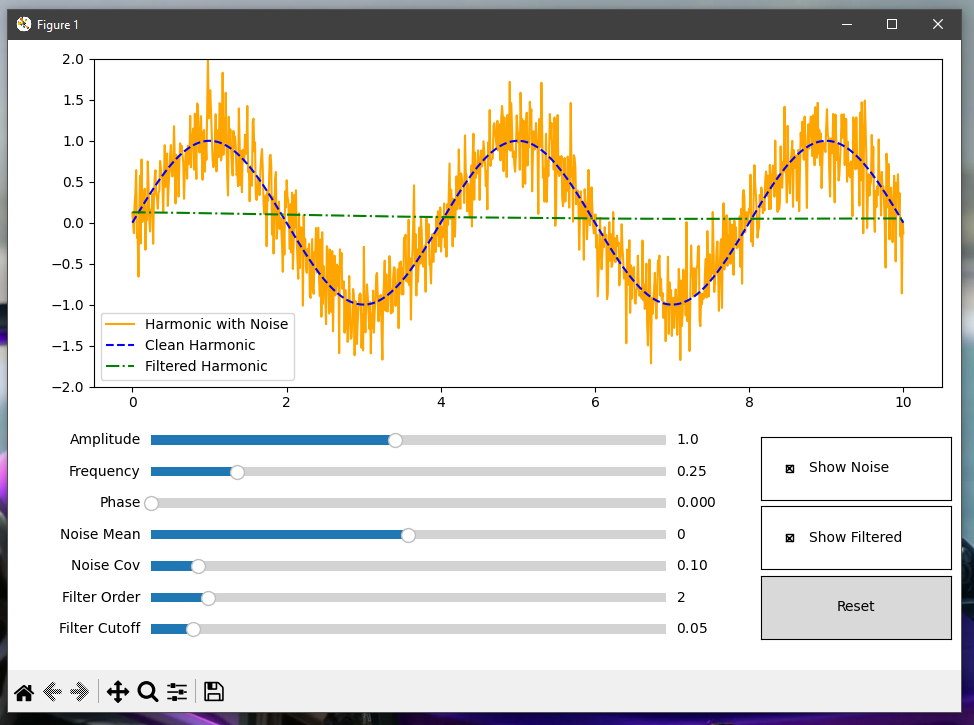 Figure 1
2.0
1.5
1.0
0.5
0.0
−0.5
−1.0
−1.5
−2.0
Harmonic with Noise
Clean Harmonic
Filtered Harmonic
0 2 4 6 8 10
Amplitude 1.0
Frequency 0.25
Phase 0.000
Noise Mean 0
Noise Cov 0.10
Filter Order 2
Filter Cutoff 0.05
Show Noise
Show Filtered
Reset